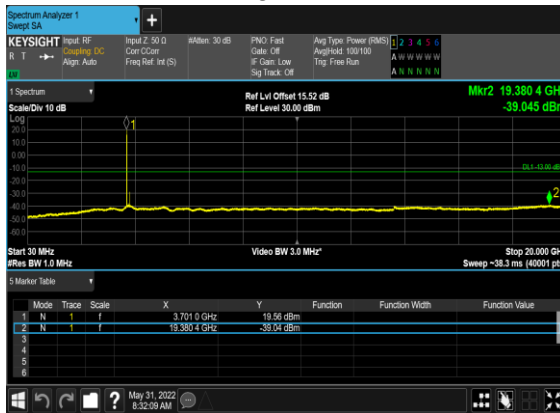 Spectrum Analyzer 1
Swept SA
KEYSIGHT Input: RF Input Z: 50 Ω #Atten: 30 dB PNO: Fast Avg Type: Power (RMS) 1 2 3 4 5 6
R T Coupling: DC Corr CCorr Gate: Off Avg|Hold: 100/100 A W W W W W
Align: Auto Freq Ref: Int (S) IF Gain: Low Trig: Free Run
Sig Track: Off A N N N N N
1 Spectrum Ref Lvl Offset 15.52 dB Mkr2 19.380 4 GHz
Scale/Div 10 dB Ref Level 30.00 dBm -39.045 dBm
Log
20.0
10.0
0.00
-10.0
-20.0
-30.0
-40.0
-50.0
-60.0
1
DL1 -13.00 dBm
2
Start 30 MHz Video BW 3.0 MHz* Stop 20.000 GH
#Res BW 1.0 MHz Sweep ~38.3 ms (40001 pt
5 Marker Table
Mode Trace Scale X Y Function Function Width Function Value
1 N 1 f 3.701 0 GHz 19.56 dBm
2 N 1 f 19.380 4 GHz -39.04 dBm
3
4
5
6
? May 31, 2022
8:32:09 AM